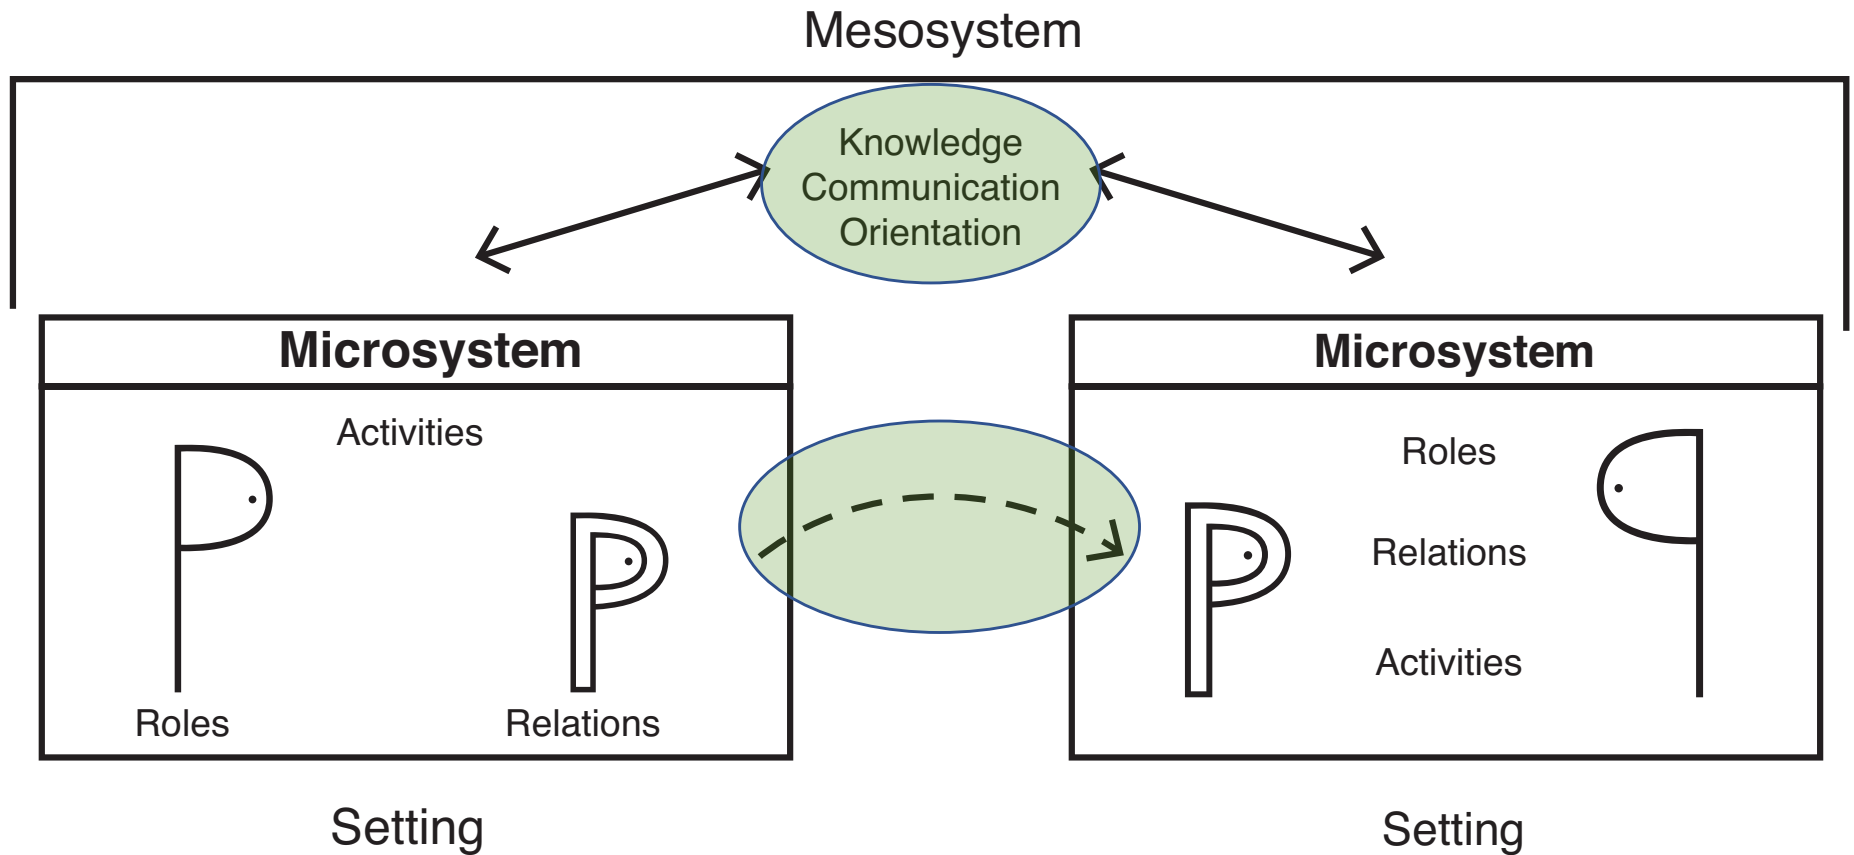 Mesosystem
Knowledge
Communication
Orientation
Microsystem
Activities
Roles
Relations
Setting
Microsystem
Roles
Relations
Activities
Setting